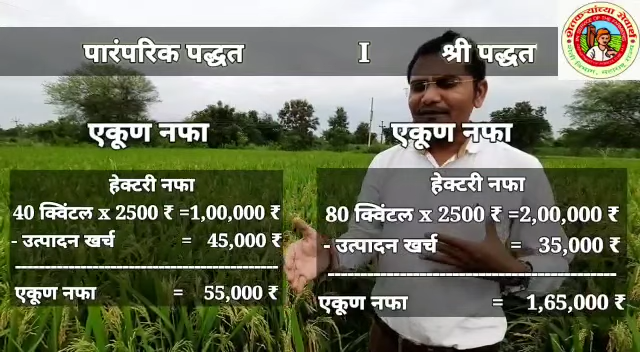 पारंपरिक पद्धत I श्री पद्धत
एकूण नफा
हेक्टरी नफा
40 क्विंटल x 2500 ₹ =1,00,000 ₹
- उत्पादन खर्च = 45,000 ₹
एकूण नफा = 55,000 ₹
एकूण नफा
हेक्टरी नफा
80 क्विंटल x 2500 ₹ =2,00,000 ₹
- उत्पादन खर्च = 35,000 ₹
एकूण नफा = 1,65,000 ₹